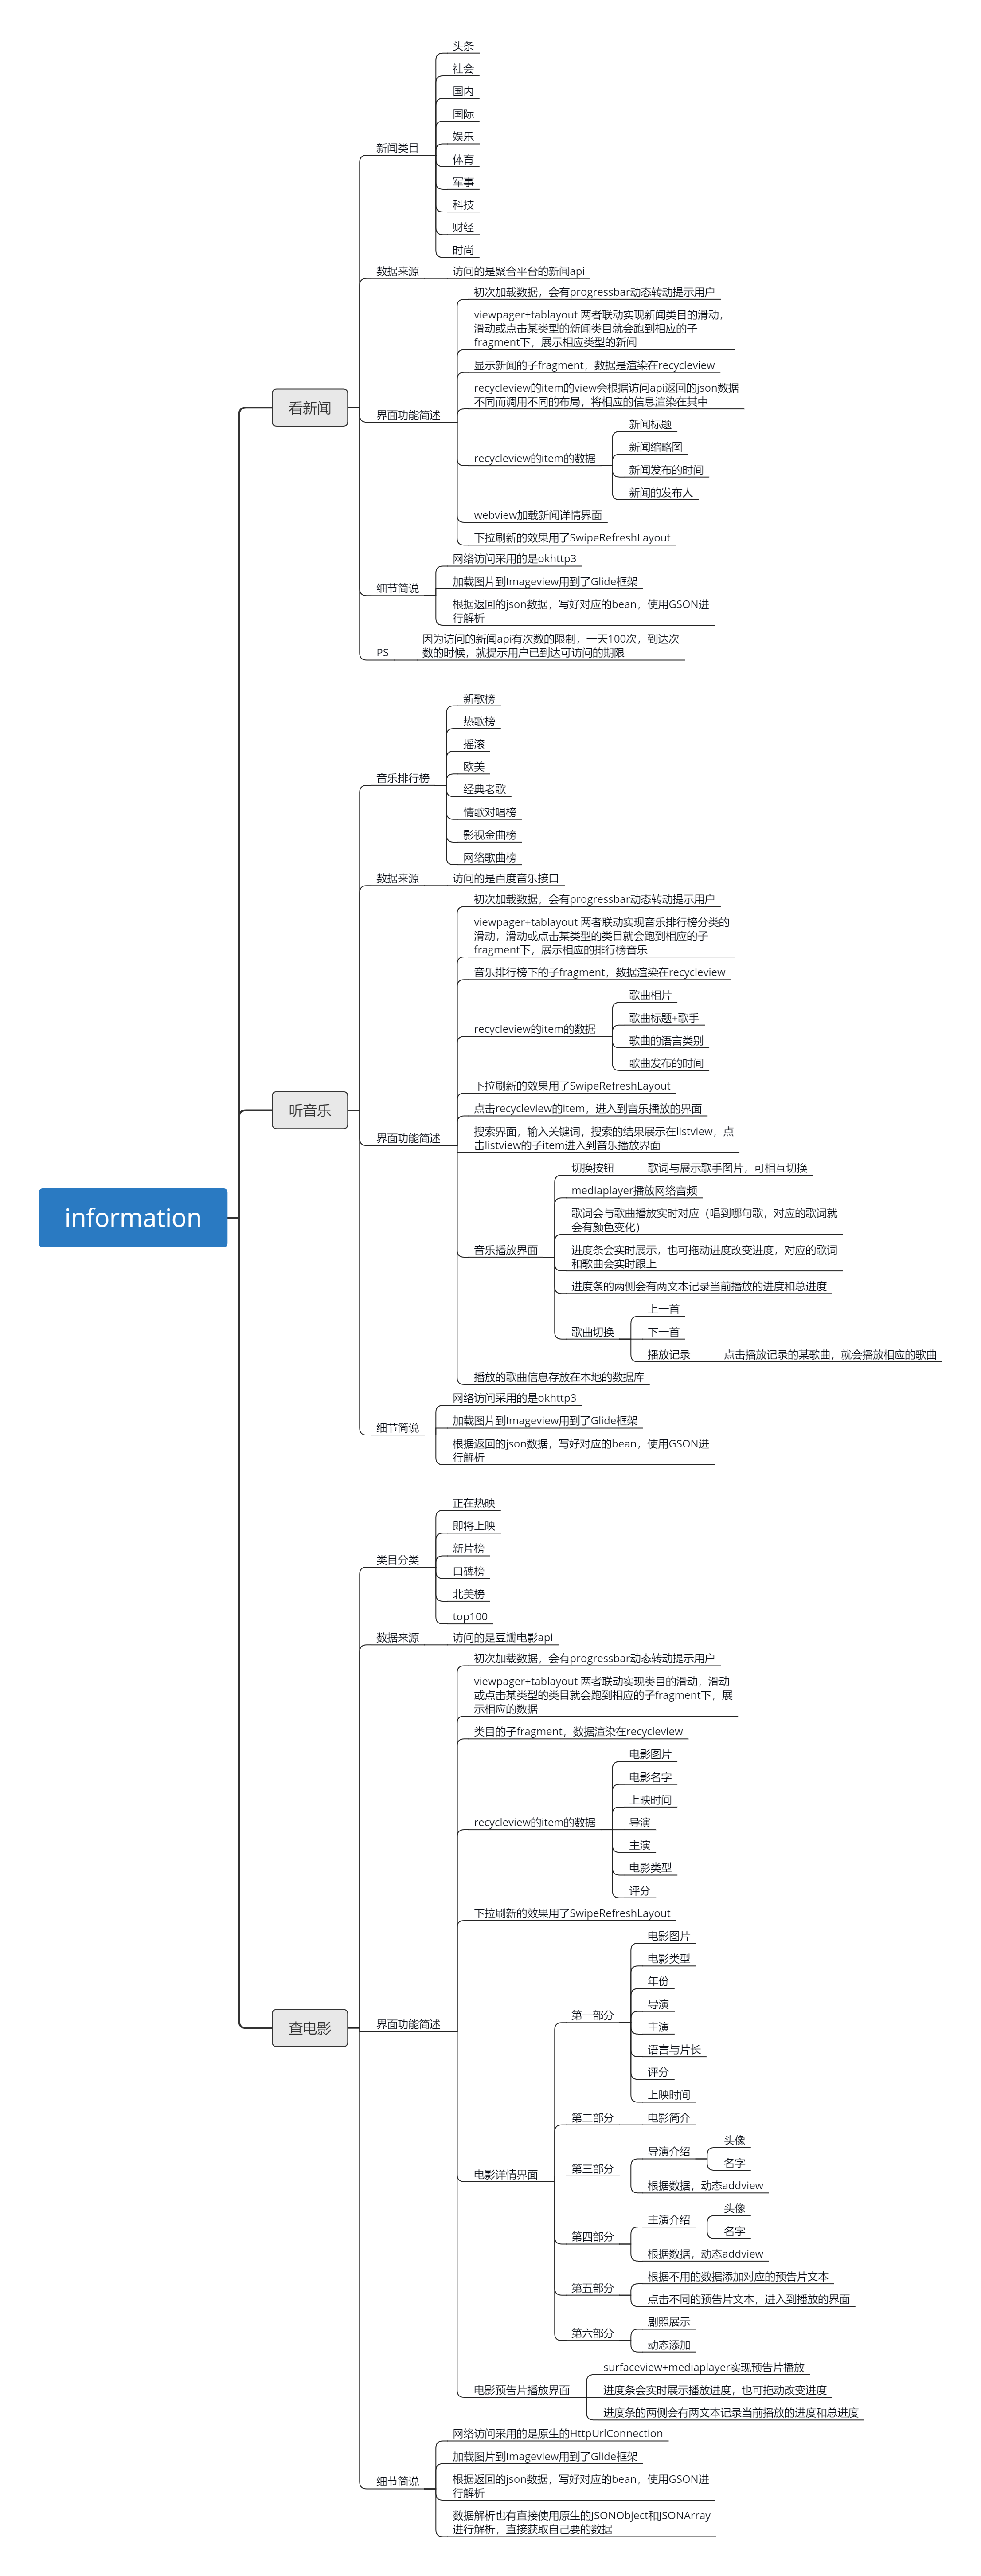 information
看新闻
新闻类目
头条
社会
国内
国际
娱乐
体育
军事
科技
财经
时尚
数据来源
访问的是聚合平台的新闻api
界面功能简述
初次加载数据，会有progressbar动态转动提示用户
viewpager+tablayout 两者联动实现新闻类目的滑动，
滑动或点击某类型的新闻类目就会跑到相应的子
fragment下，展示相应类型的新闻
显示新闻的子fragment，数据是渲染在recycleview
recycleview的item的view会根据访问api返回的json数据
不同而调用不同的布局，将相应的信息渲染在其中
recycleview的item的数据
新闻标题
新闻缩略图
新闻发布的时间
新闻的发布人
webview加载新闻详情界面
下拉刷新的效果用了SwipeRefreshLayout
细节简说
网络访问采用的是okhttp3
加载图片到Imageview用到了Glide框架
根据返回的json数据，写好对应的bean，使用GSON进
行解析
PS
因为访问的新闻api有次数的限制，一天100次，到达次
数的时候，就提示用户已到达可访问的期限
听音乐
音乐排行榜
新歌榜
热歌榜
摇滚
欧美
经典老歌
情歌对唱榜
影视金曲榜
网络歌曲榜
数据来源
访问的是百度音乐接口
界面功能简述
初次加载数据，会有progressbar动态转动提示用户
viewpager+tablayout 两者联动实现音乐排行榜分类的
滑动，滑动或点击某类型的类目就会跑到相应的子
fragment下，展示相应的排行榜音乐
音乐排行榜下的子fragment，数据渲染在recycleview
recycleview的item的数据
歌曲相片
歌曲标题+歌手
歌曲的语言类别
歌曲发布的时间
下拉刷新的效果用了SwipeRefreshLayout
点击recycleview的item，进入到音乐播放的界面
搜索界面，输入关键词，搜索的结果展示在listview，点
击listview的子item进入到音乐播放界面
音乐播放界面
切换按钮
歌词与展示歌手图片，可相互切换
mediaplayer播放网络音频
歌词会与歌曲播放实时对应（唱到哪句歌，对应的歌词就
会有颜色变化）
进度条会实时展示，也可拖动进度改变进度，对应的歌词
和歌曲会实时跟上
进度条的两侧会有两文本记录当前播放的进度和总进度
歌曲切换
上一首
下一首
播放记录
点击播放记录的某歌曲，就会播放相应的歌曲
播放的歌曲信息存放在本地的数据库
细节简说
网络访问采用的是okhttp3
加载图片到Imageview用到了Glide框架
根据返回的json数据，写好对应的bean，使用GSON进
行解析
查电影
类目分类
正在热映
即将上映
新片榜
口碑榜
北美榜
top100
数据来源
访问的是豆瓣电影api
界面功能简述
初次加载数据，会有progressbar动态转动提示用户
viewpager+tablayout 两者联动实现类目的滑动，滑动
或点击某类型的类目就会跑到相应的子fragment下，展
示相应的数据
类目的子fragment，数据渲染在recycleview
recycleview的item的数据
电影图片
电影名字
上映时间
导演
主演
电影类型
评分
下拉刷新的效果用了SwipeRefreshLayout
电影详情界面
第一部分
电影图片
电影类型
年份
导演
主演
语言与片长
评分
上映时间
第二部分
电影简介
第三部分
导演介绍
头像
名字
根据数据，动态addview
第四部分
主演介绍
头像
名字
根据数据，动态addview
第五部分
根据不用的数据添加对应的预告片文本
点击不同的预告片文本，进入到播放的界面
第六部分
剧照展示
动态添加
电影预告片播放界面
surfaceview+mediaplayer实现预告片播放
进度条会实时展示播放进度，也可拖动改变进度
进度条的两侧会有两文本记录当前播放的进度和总进度
细节简说
网络访问采用的是原生的HttpUrlConnection
加载图片到Imageview用到了Glide框架
根据返回的json数据，写好对应的bean，使用GSON进
行解析
数据解析也有直接使用原生的JSONObject和JSONArray
进行解析，直接获取自己要的数据